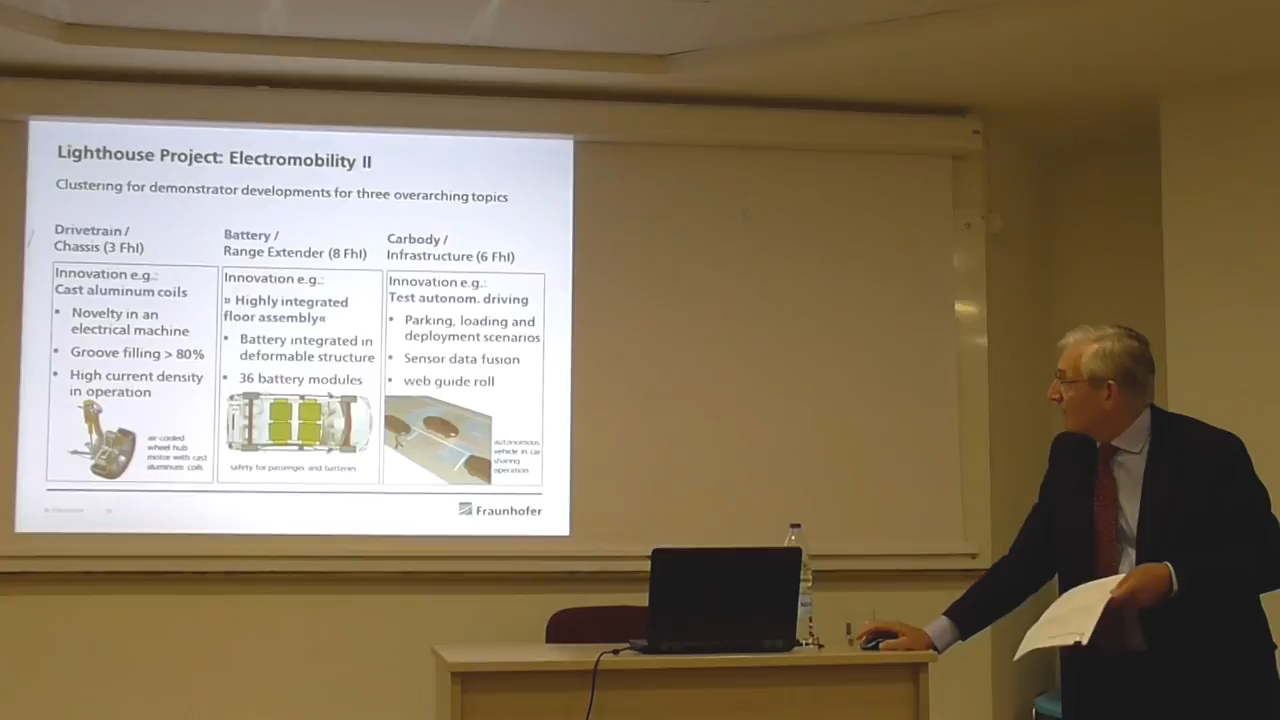 Lighthouse Project: Electromobility II
Clustering for demonstrator developments for three overarching topics
Drivetrain /
Chassis (3 FhI)
Innovation e.g.:
Cast aluminum coils
▪ Novelty in an
electrical machine
▪ Groove filling > 80%
▪ High current density
in operation
air-cooled
wheel hub
motor with cast
aluminum coils
Battery /
Range Extender (8 FhI)
Innovation e.g.:
» Highly integrated
floor assembly«
▪ Battery integrated in
deformable structure
▪ 36 battery modules
safety for passenger and batteries
Carbody /
Infrastructure (6 FhI)
Innovation e.g.:
Test autonom. driving
▪ Parking, loading and
deployment scenarios
▪ Sensor data fusion
▪ web guide roll
autonomous
vehicle in car
sharing
operation
Fraunhofer